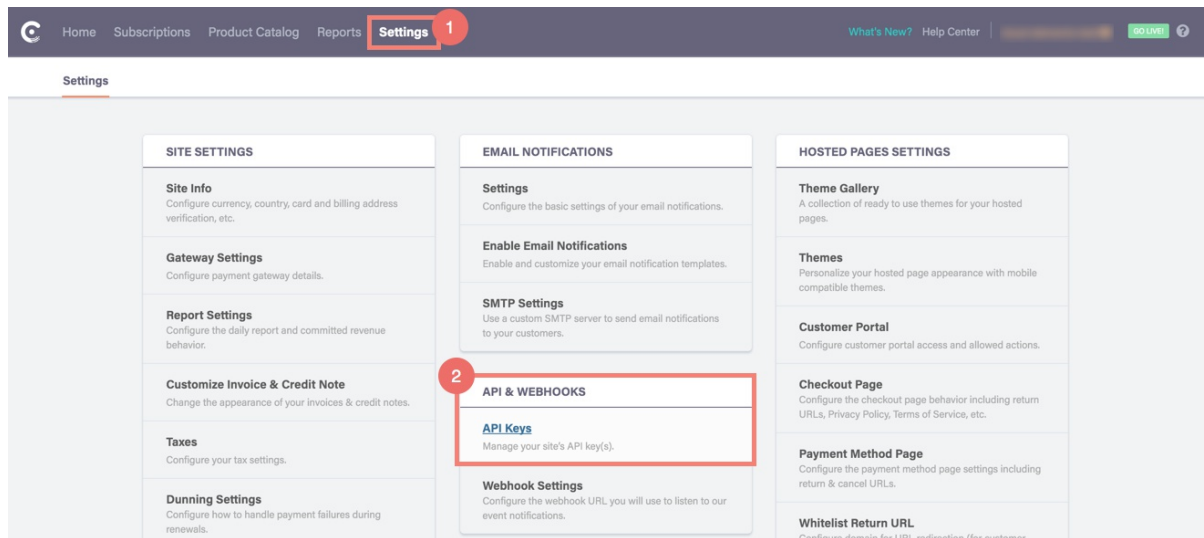 Home Subscriptions Product Catalog Reports Settings 1 What's New? Help Center GO LIVE! ?
Settings
SITE SETTINGS
Site Info
Configure currency, country, card and billing address
verification, etc.
Gateway Settings
Configure payment gateway details.
Report Settings
Configure the daily report and committed revenue
behavior.
Customize Invoice & Credit Note
Change the appearance of your invoices & credit notes.
Taxes
Configure your tax settings.
Dunning Settings
Configure how to handle payment failures during
renewals.
EMAIL NOTIFICATIONS
Settings
Configure the basic settings of your email notifications.
Enable Email Notifications
Enable and customize your email notification templates.
SMTP Settings
Use a custom SMTP server to send email notifications
to your customers.
2
API & WEBHOOKS
API Keys
Manage your site's API key(s).
Webhook Settings
Configure the webhook URL you will use to listen to our
event notifications.
HOSTED PAGES SETTINGS
Theme Gallery
A collection of ready to use themes for your hosted
pages.
Themes
Personalize your hosted page appearance with mobile
compatible themes.
Customer Portal
Configure customer portal access and allowed actions.
Checkout Page
Configure the checkout page behavior including return
URLs, Privacy Policy, Terms of Service, etc.
Payment Method Page
Configure the payment method page settings including
return & cancel URLs.
Whitelist Return URL
Configure domain for URL redirection (for customer